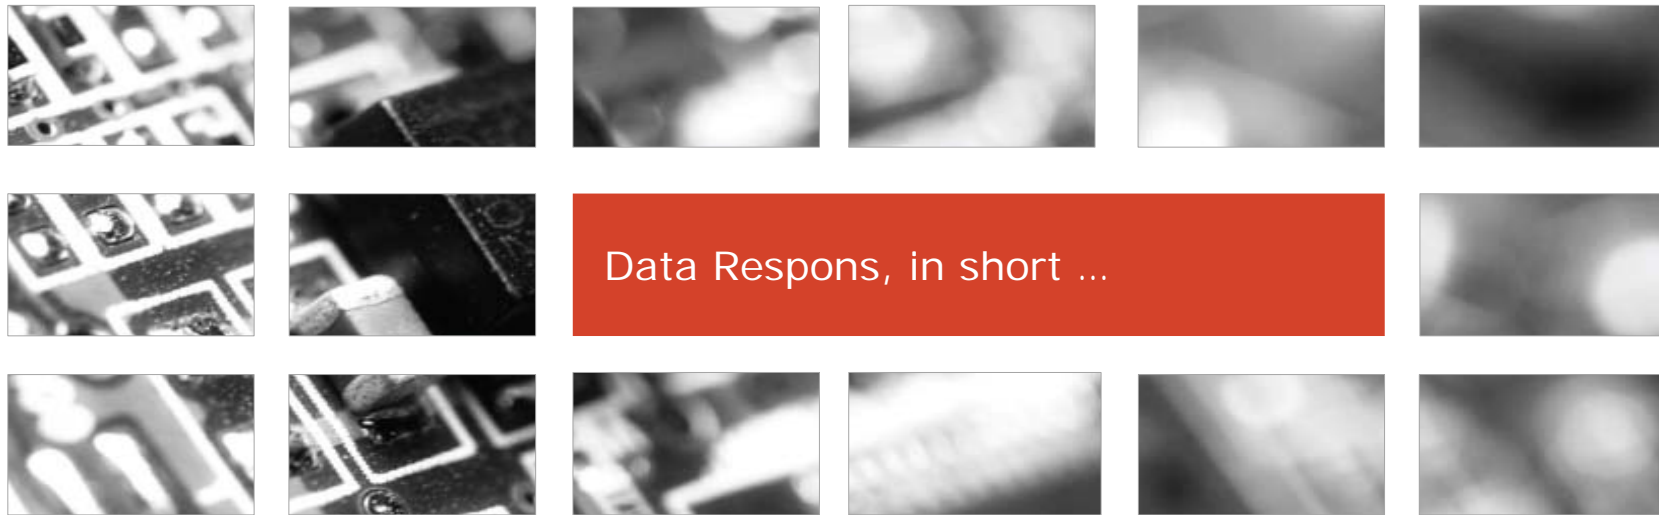 Data Respons, in short ...